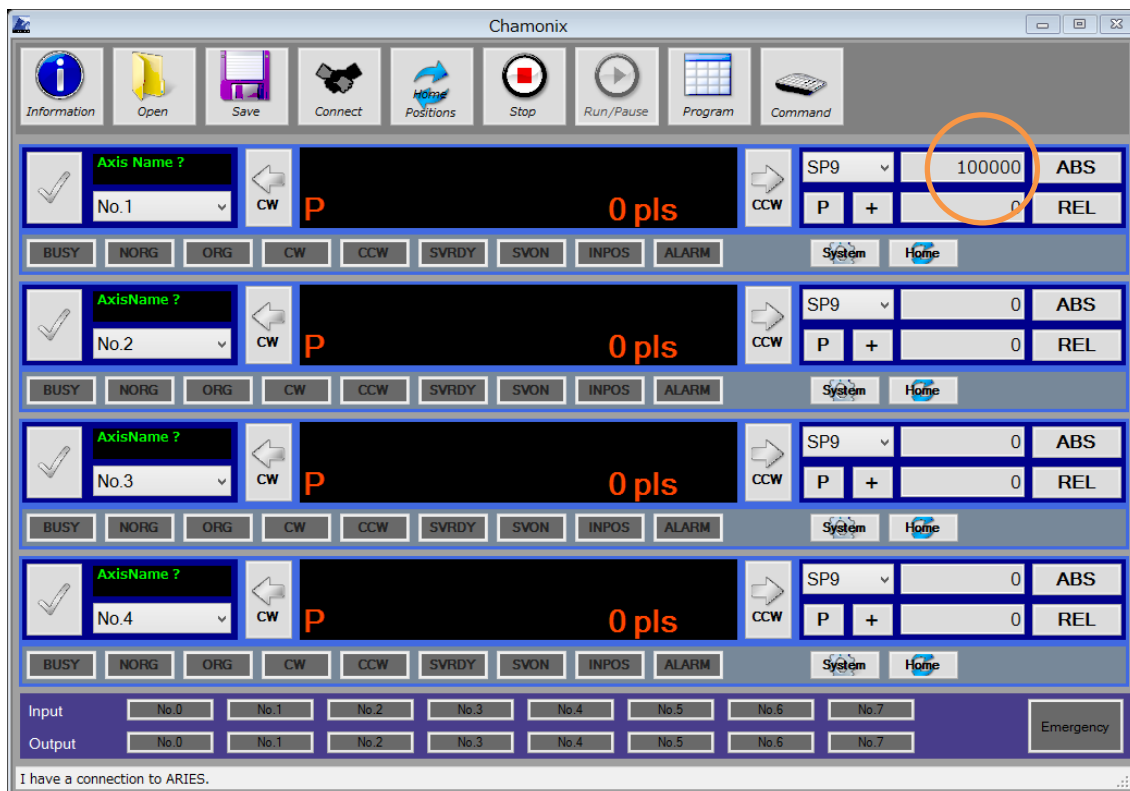 Chamonix
Information Open Save Connect Home Positions Stop Run/Pause Program Command
Axis Name ?
No.1
CW
P 0 pls
CCW
SP9 100000 ABS
P + 0 REL
BUSY NORG ORG CW CCW SVRDY SVON INPOS ALARM System Home
AxisName ?
No.2
CW
P 0 pls
CCW
SP9 0 ABS
P + 0 REL
BUSY NORG ORG CW CCW SVRDY SVON INPOS ALARM System Home
AxisName ?
No.3
CW
P 0 pls
CCW
SP9 0 ABS
P + 0 REL
BUSY NORG ORG CW CCW SVRDY SVON INPOS ALARM System Home
AxisName ?
No.4
CW
P 0 pls
CCW
SP9 0 ABS
P + 0 REL
BUSY NORG ORG CW CCW SVRDY SVON INPOS ALARM System Home
Input No.0 No.1 No.2 No.3 No.4 No.5 No.6 No.7
Output No.0 No.1 No.2 No.3 No.4 No.5 No.6 No.7
Emergency
I have a connection to ARIES.